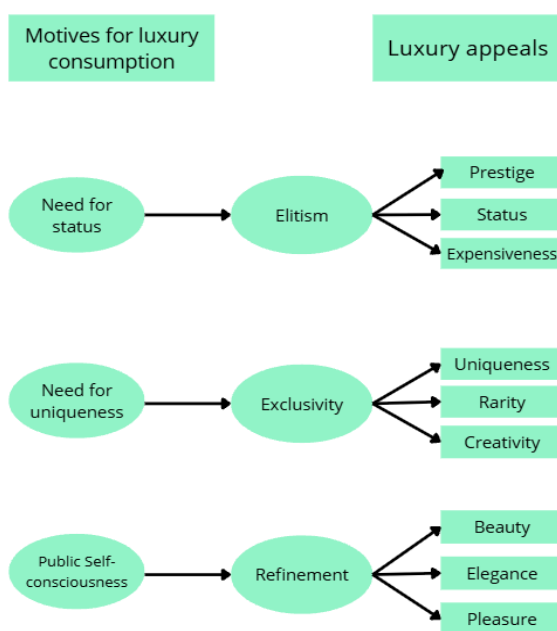 Motives for luxury
consumption
Luxury appeals
Need for
status
Elitism
Prestige
Status
Expensiveness
Need for
uniqueness
Exclusivity
Uniqueness
Rarity
Creativity
Public Self-
consciousness
Refinement
Beauty
Elegance
Pleasure